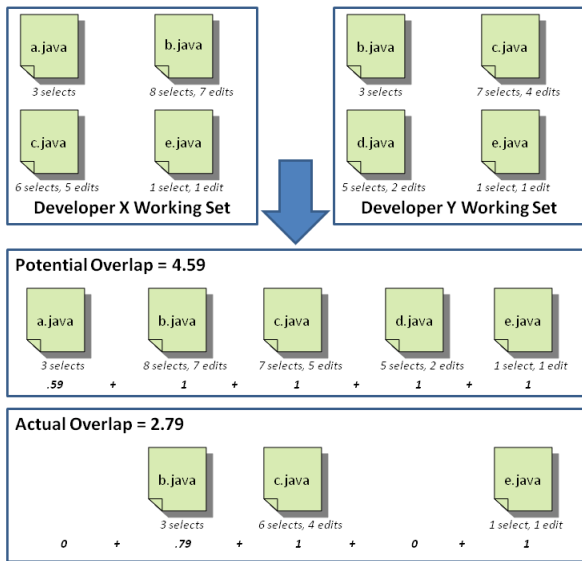 a.java b.java
3 selects 8 selects, 7 edits
c.java e.java
6 selects, 5 edits 1 select, 1 edit
Developer X Working Set
b.java c.java
3 selects 7 selects, 4 edits
d.java e.java
5 selects, 2 edits 1 select, 1 edit
Developer Y Working Set
Potential Overlap = 4.59
a.java b.java c.java d.java e.java
3 selects 8 selects, 7 edits 7 selects, 5 edits 5 selects, 2 edits 1 select, 1 edit
.59 + 1 + 1 + 1 + 1
Actual Overlap = 2.79
b.java c.java e.java
3 selects 6 selects, 4 edits 1 select, 1 edit
0 + .79 + 1 + 0 + 1